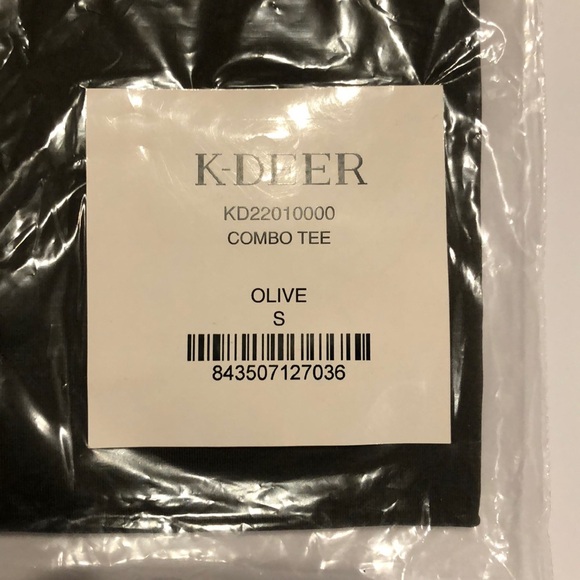 K-DEER
KD22010000
COMBO TEE
OLIVE
S
843507127036